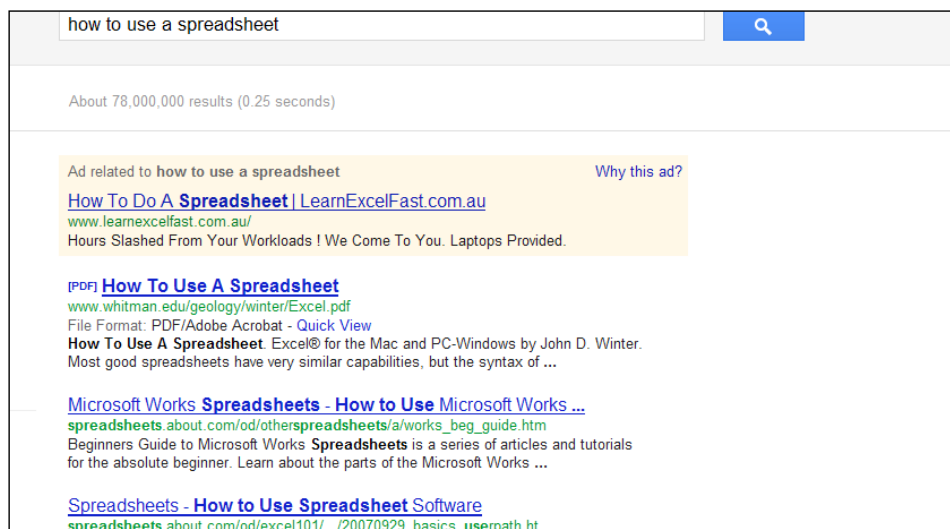 how to use a spreadsheet
About 78,000,000 results (0.25 seconds)
Ad related to how to use a spreadsheet Why this ad?
How To Do A Spreadsheet | LearnExcelFast.com.au
www.learnexcelfast.com.au/
Hours Slashed From Your Workloads ! We Come To You. Laptops Provided.
[PDF] How To Use A Spreadsheet
www.whitman.edu/geology/winter/Excel.pdf
File Format: PDF/Adobe Acrobat - Quick View
How To Use A Spreadsheet. Excel® for the Mac and PC-Windows by John D. Winter.
Most good spreadsheets have very similar capabilities, but the syntax of ...
Microsoft Works Spreadsheets - How to Use Microsoft Works ...
spreadsheets.about.com/od/otherspreadsheets/a/works_beg_guide.htm
Beginners Guide to Microsoft Works Spreadsheets is a series of articles and tutorials
for the absolute beginner. Learn about the parts of the Microsoft Works ...
Spreadsheets - How to Use Spreadsheet Software
spreadsheets.about.com/od/excel101/.../20070929_basics_usepath.ht